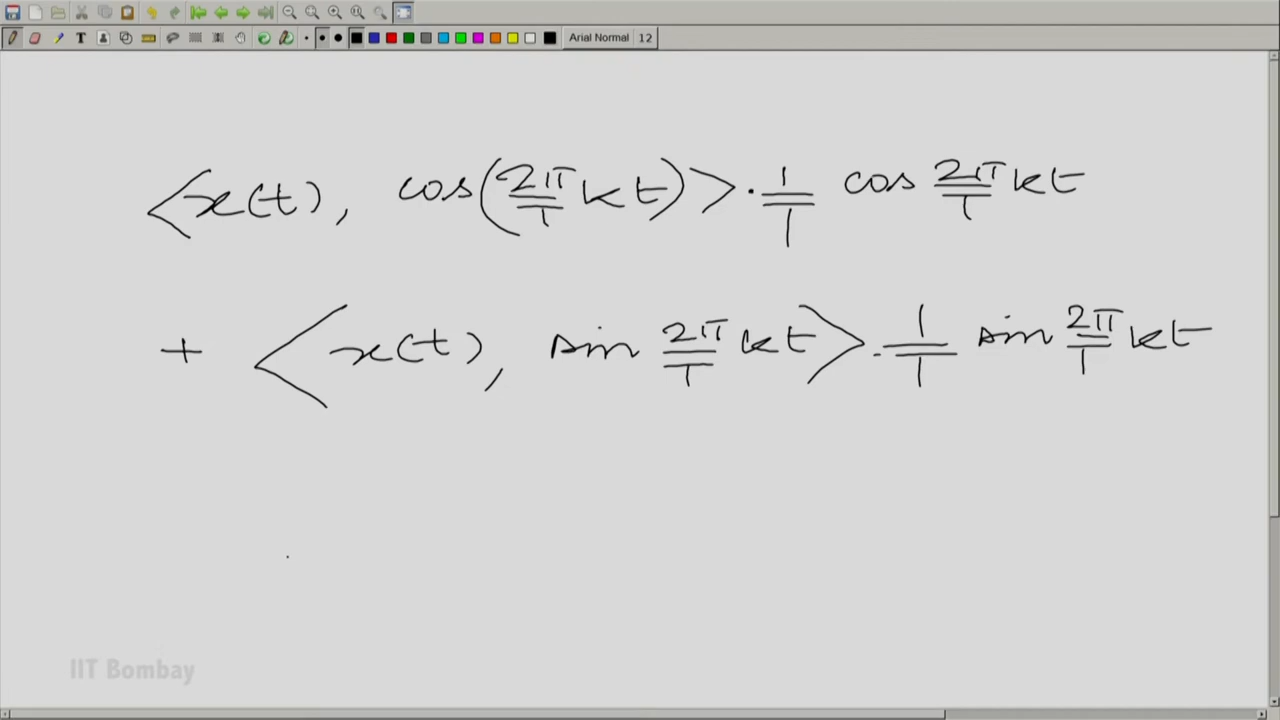 Arial Normal 12
<x(t), cos(2π/T kt)> · 1/T cos 2π/T kt
+ <x(t), sin 2π/T kt> · 1/T sin 2π/T kt
IIT Bombay